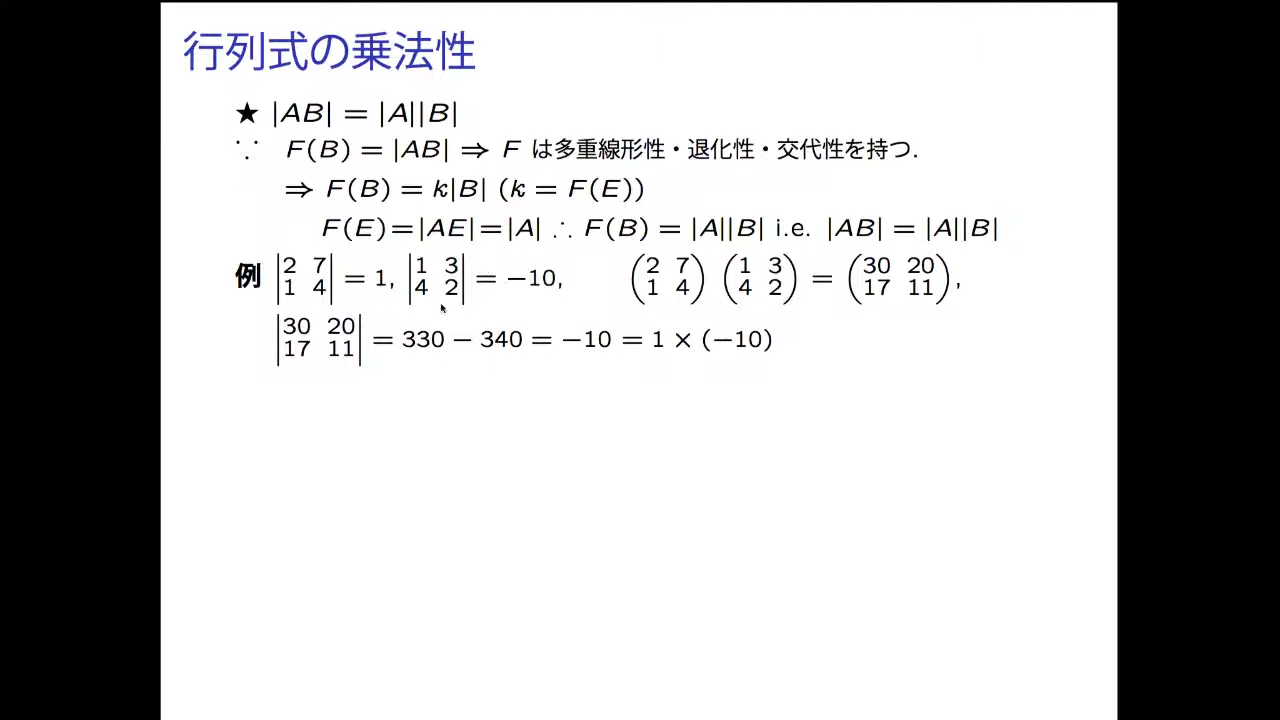 行列式の乗法性
★ |AB| = |A||B|
∵ F(B) = |AB| ⇒ F は多重線形性・退化性・交代性を持つ.
⇒ F(B) = k|B| (k = F(E))
F(E)=|AE|=|A| ∴ F(B) = |A||B| i.e. |AB| = |A||B|
例 |2 7; 1 4| = 1, |1 3; 4 2| = −10, (2 7; 1 4) (1 3; 4 2) = (30 20; 17 11),
|30 20; 17 11| = 330 − 340 = −10 = 1 × (−10)